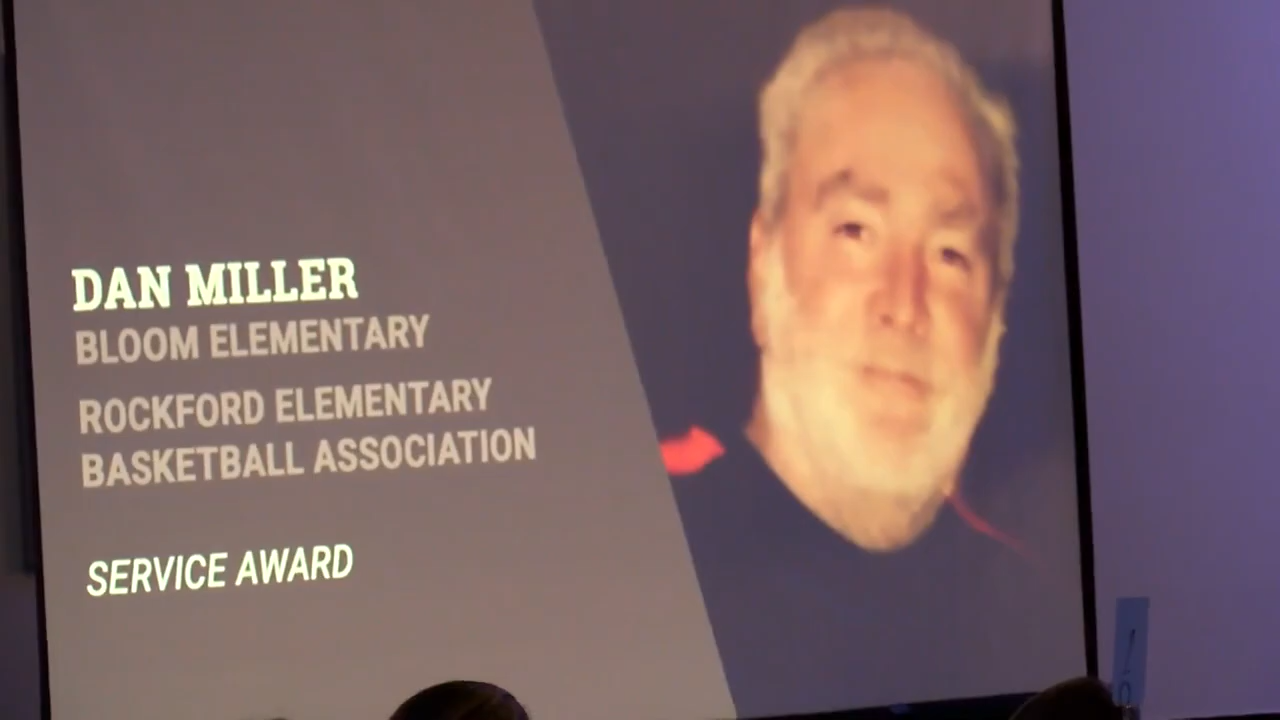 DAN MILLER
BLOOM ELEMENTARY
ROCKFORD ELEMENTARY
BASKETBALL ASSOCIATION
SERVICE AWARD